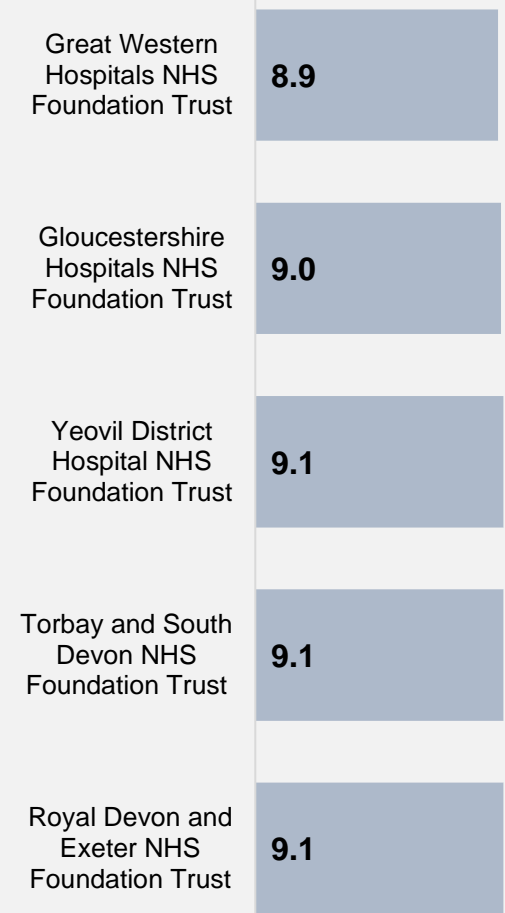 Great Western
Hospitals NHS
Foundation Trust
8.9
Gloucestershire
Hospitals NHS
Foundation Trust
9.0
Yeovil District
Hospital NHS
Foundation Trust
9.1
Torbay and South
Devon NHS
Foundation Trust
9.1
Royal Devon and
Exeter NHS
Foundation Trust
9.1